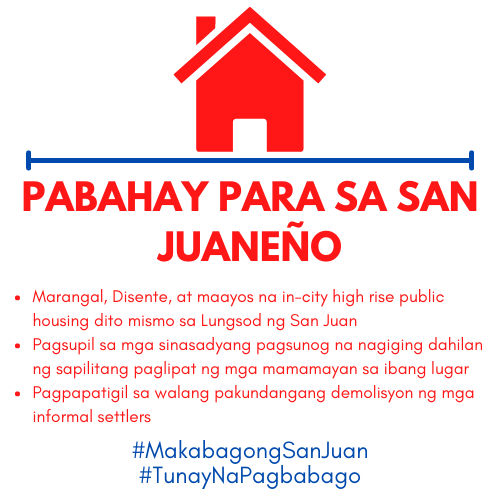 PABAHAY PARA SA SAN
JUANEÑO
• Marangal, Disente, at maayos na in-city high rise public
housing dito mismo sa Lungsod ng San Juan
• Pagsupil sa mga sinasadyang pagsunog na nagiging dahilan
ng sapilitang paglipat ng mga mamamayan sa ibang lugar
• Pagpapatigil sa walang pakundangang demolisyon ng mga
informal settlers
#MakabagongSanJuan
#TunayNaPagbabago